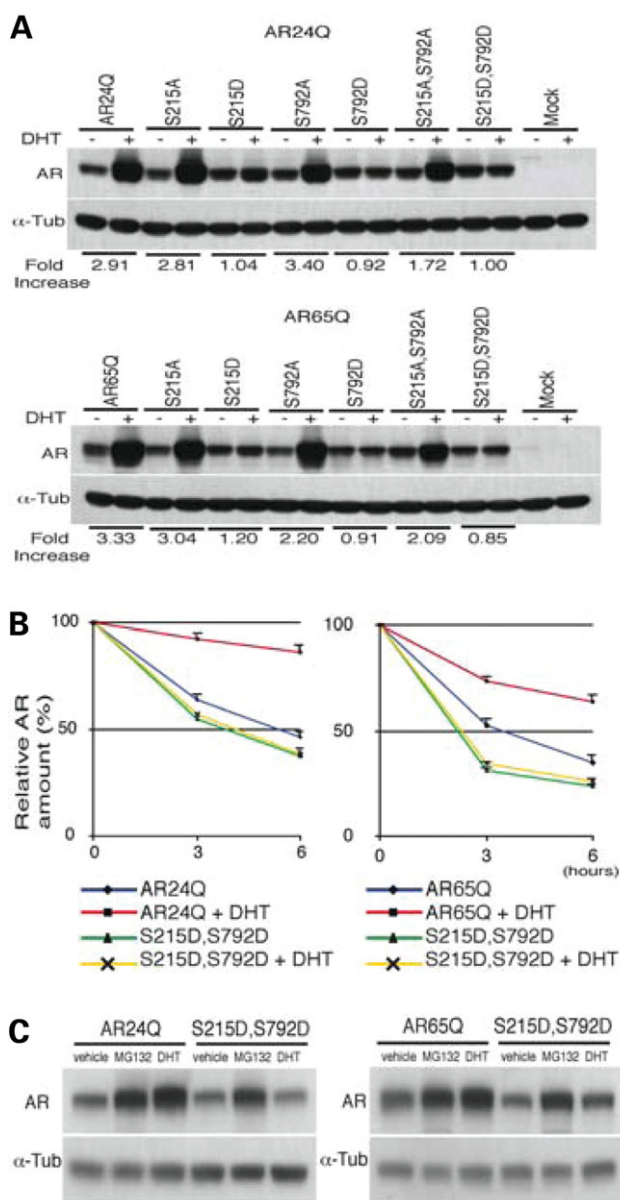 A
AR24Q
AR24Q S215A S215D S792A S792D S215A,S792A S215D,S792D Mock
DHT - + - + - + - + - + - + - + - +
AR
α-Tub
Fold Increase 2.91 2.81 1.04 3.40 0.92 1.72 1.00
AR65Q
AR65Q S215A S215D S792A S792D S215A,S792A S215D,S792D Mock
DHT - + - + - + - + - + - + - + - +
AR
α-Tub
Fold Increase 3.33 3.04 1.20 2.20 0.91 2.09 0.85
B
Relative AR amount (%)
100
50
0
0 3 6
AR24Q
AR24Q + DHT
S215D,S792D
S215D,S792D + DHT
100
50
0
0 3 6
(hours)
AR65Q
AR65Q + DHT
S215D,S792D
S215D,S792D + DHT
C
AR24Q S215D,S792D
vehicle MG132 DHT vehicle MG132 DHT
AR
α-Tub
AR65Q S215D,S792D
vehicle MG132 DHT vehicle MG132 DHT
AR
α-Tub